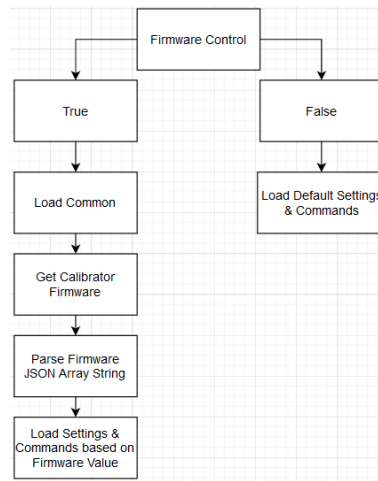 Firmware Control
True
False
Load Common
Load Default Settings
& Commands
Get Calibrator
Firmware
Parse Firmware
JSON Array String
Load Settings &
Commands based on
Firmware Value